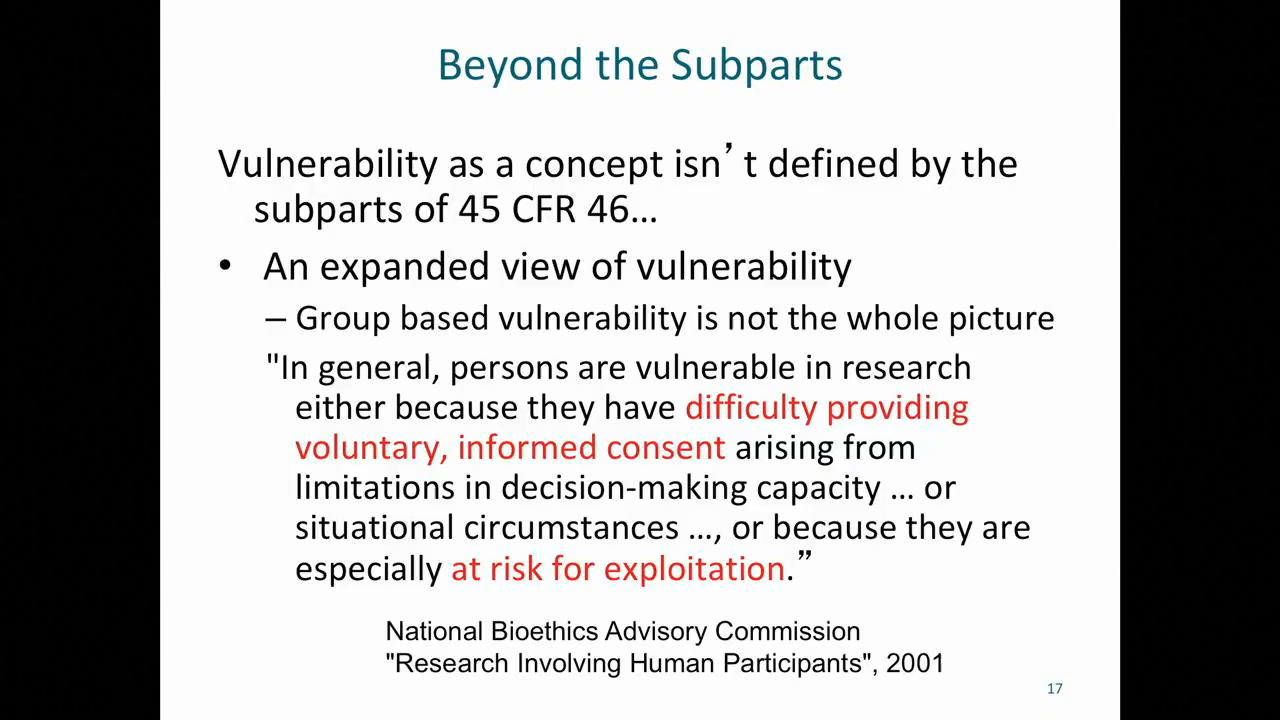 Beyond the Subparts
Vulnerability as a concept isn’t defined by the
subparts of 45 CFR 46…
• An expanded view of vulnerability
– Group based vulnerability is not the whole picture
"In general, persons are vulnerable in research
either because they have difficulty providing
voluntary, informed consent arising from
limitations in decision-making capacity … or
situational circumstances …, or because they are
especially at risk for exploitation.”
National Bioethics Advisory Commission
"Research Involving Human Participants", 2001
17